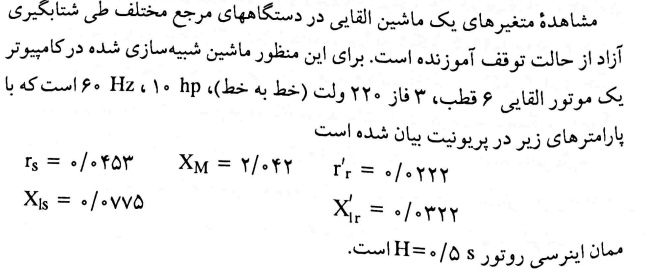 مشاهدهٔ متغیرهای یک ماشین القایی در دستگاههای مرجع مختلف طی شتابگیری
آزاد از حالت توقف آموزنده است. برای این منظور ماشین شبیه‌سازی شده در کامپیوتر
یک موتور القایی ۶ قطب، ۳ فاز ۲۲۰ ولت (خط به خط)، ۱۰ hp ، ۶۰ Hz است که با
پارامترهای زیر در پریونیت بیان شده است
r_s = ۰/۰۴۵۳ X_M = ۲/۰۴۲ r'_r = ۰/۰۲۲۲
X_ls = ۰/۰۷۷۵ X'_lr = ۰/۰۳۲۲
ممان اینرسی روتور H=۰/۵ s است.